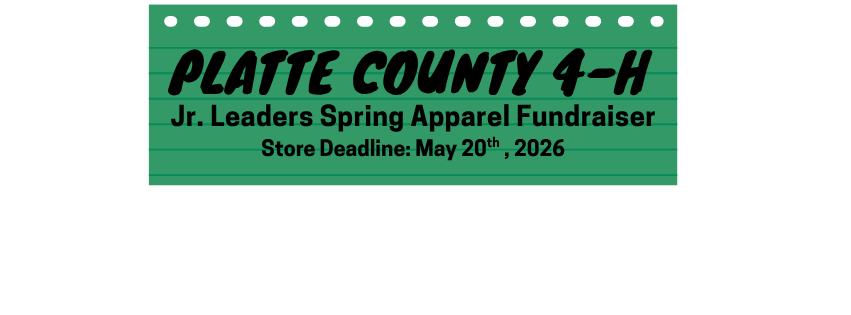 PLATTE COUNTY 4-H
Jr. Leaders Spring Apparel Fundraiser
Store Deadline: May 20th , 2026